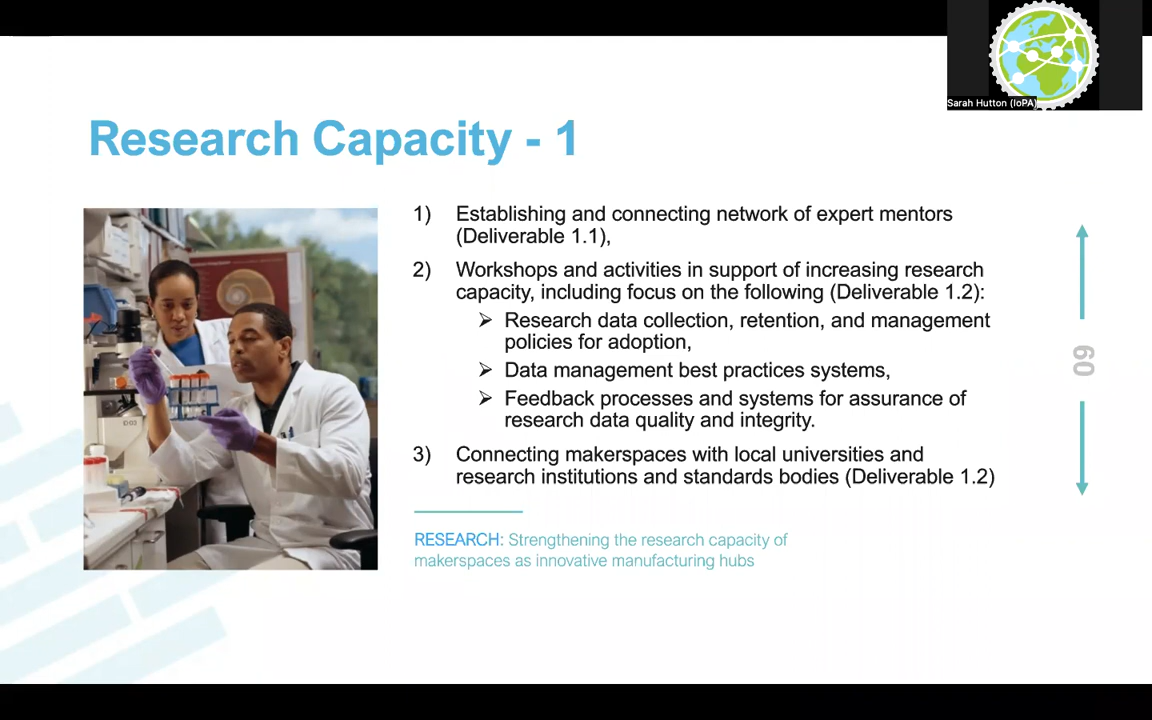 Sarah Hutton (IoPA)
Research Capacity - 1
1) Establishing and connecting network of expert mentors
(Deliverable 1.1),
2) Workshops and activities in support of increasing research
capacity, including focus on the following (Deliverable 1.2):
➢ Research data collection, retention, and management
policies for adoption,
➢ Data management best practices systems,
➢ Feedback processes and systems for assurance of
research data quality and integrity.
3) Connecting makerspaces with local universities and
research institutions and standards bodies (Deliverable 1.2)
09
RESEARCH: Strengthening the research capacity of
makerspaces as innovative manufacturing hubs